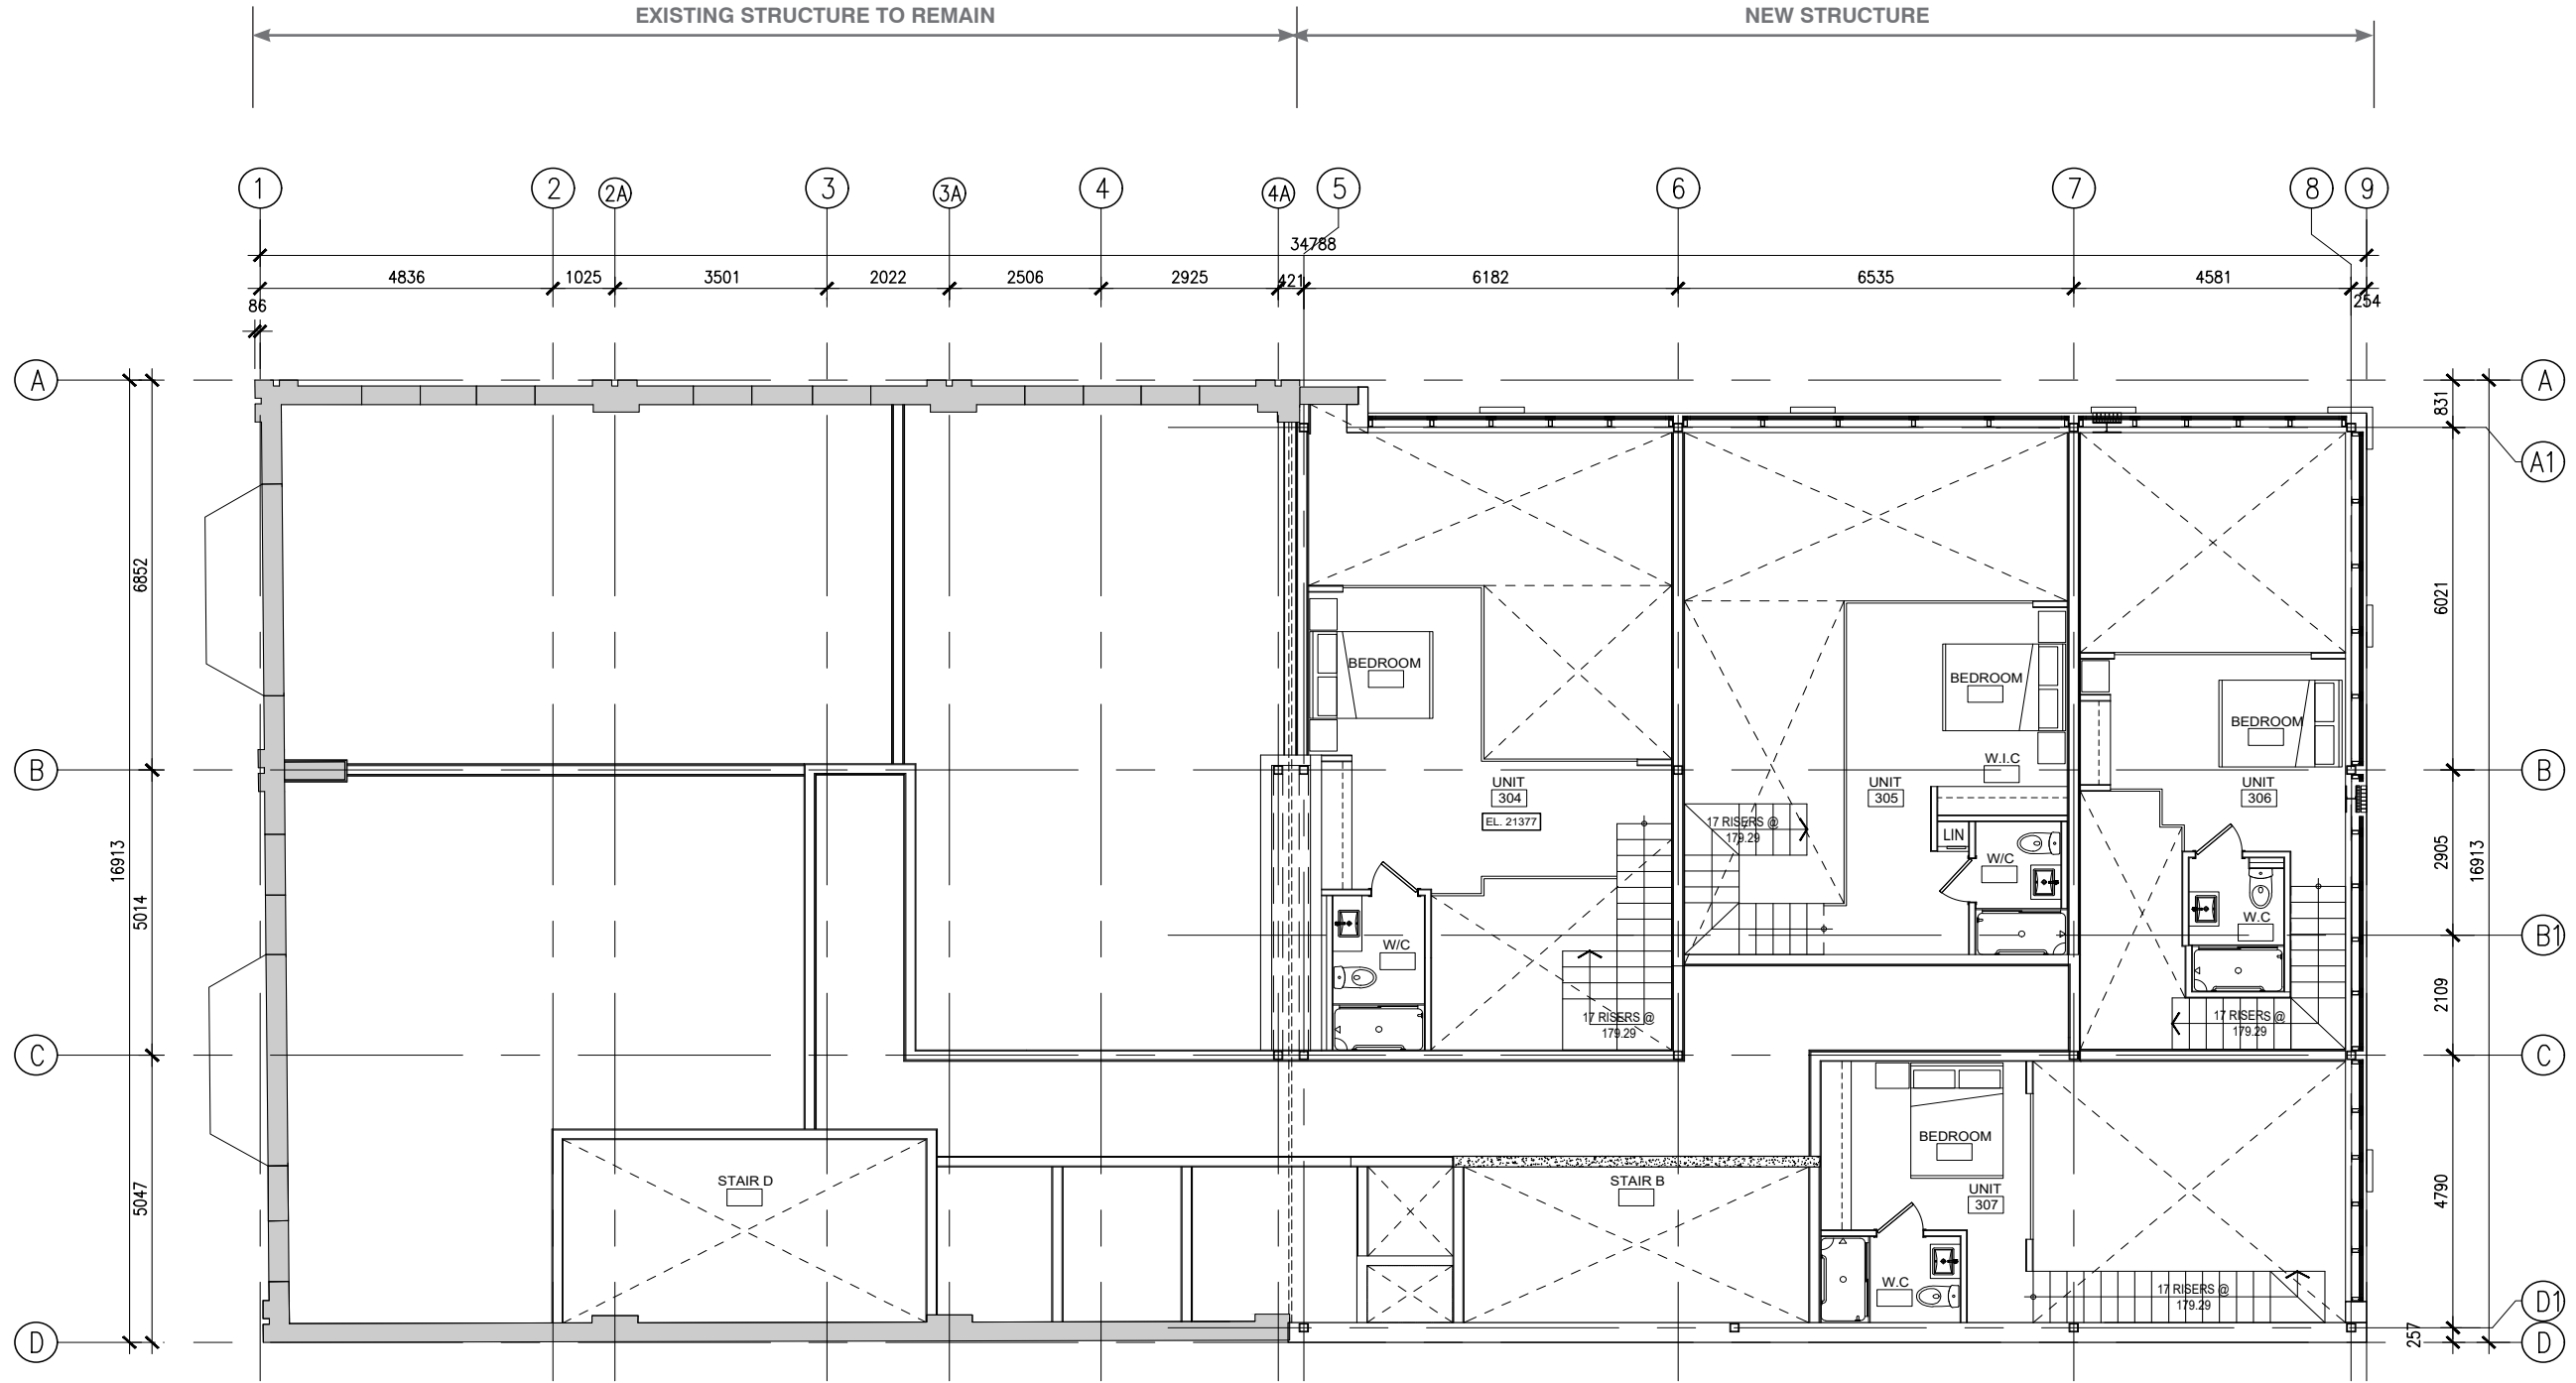 EXISTING STRUCTURE TO REMAIN
NEW STRUCTURE
1
2
2A
3
3A
4
4A
5
6
7
8
9
34788
4836
1025
3501
2022
2506
2925
421
6182
6535
4581
254
86
A
A
831
A1
6852
6021
BEDROOM
BEDROOM
BEDROOM
B
B
W.I.C
UNIT
304
UNIT
305
UNIT
306
EL. 21377
17 RISERS @
179.29
LIN
W/C
16913
5014
2905
16913
W.C
W/C
B1
2109
17 RISERS @
179.29
17 RISERS @
179.29
C
C
BEDROOM
STAIR D
STAIR B
UNIT
307
5047
4790
W.C
17 RISERS @
179.29
D1
257
D
D